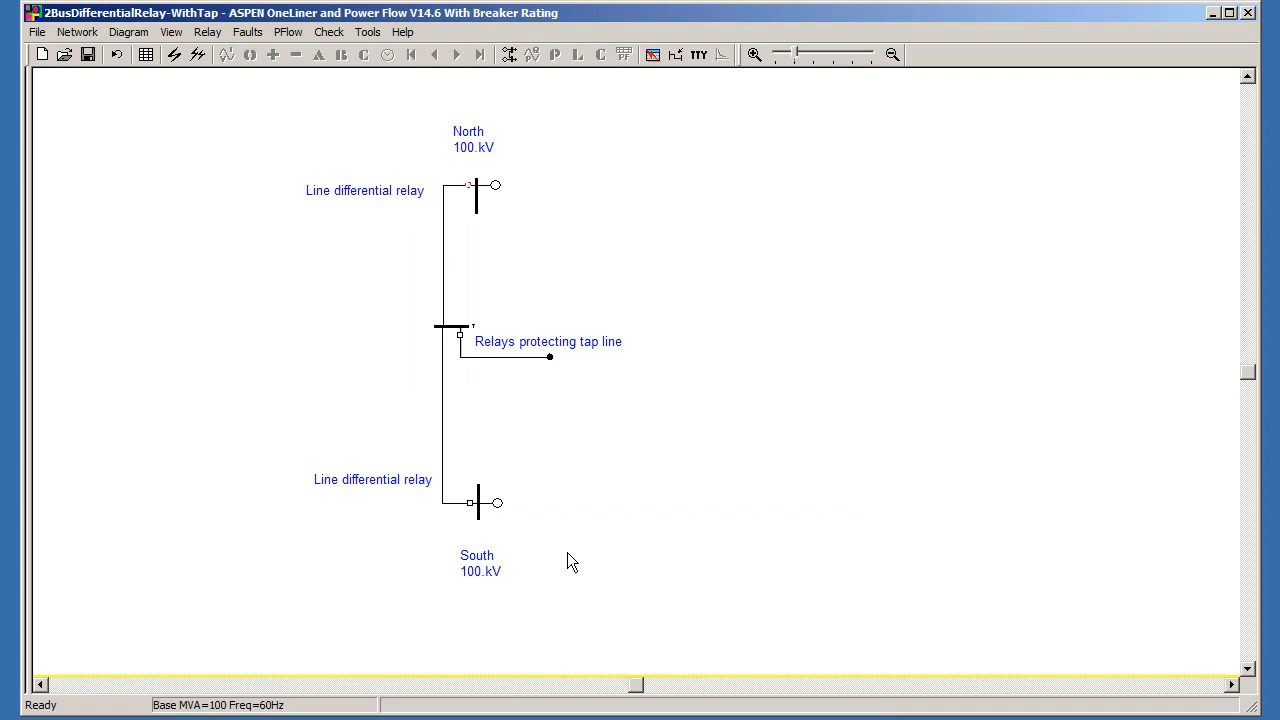 2BusDifferentialRelay-WithTap - ASPEN OneLiner and Power Flow V14.6 With Breaker Rating
File Network Diagram View Relay Faults PFlow Check Tools Help
A B C P L C PF TTY
North
100.kV
Line differential relay
T
Relays protecting tap line
Line differential relay
South
100.kV
Ready Base MVA=100 Freq=60Hz